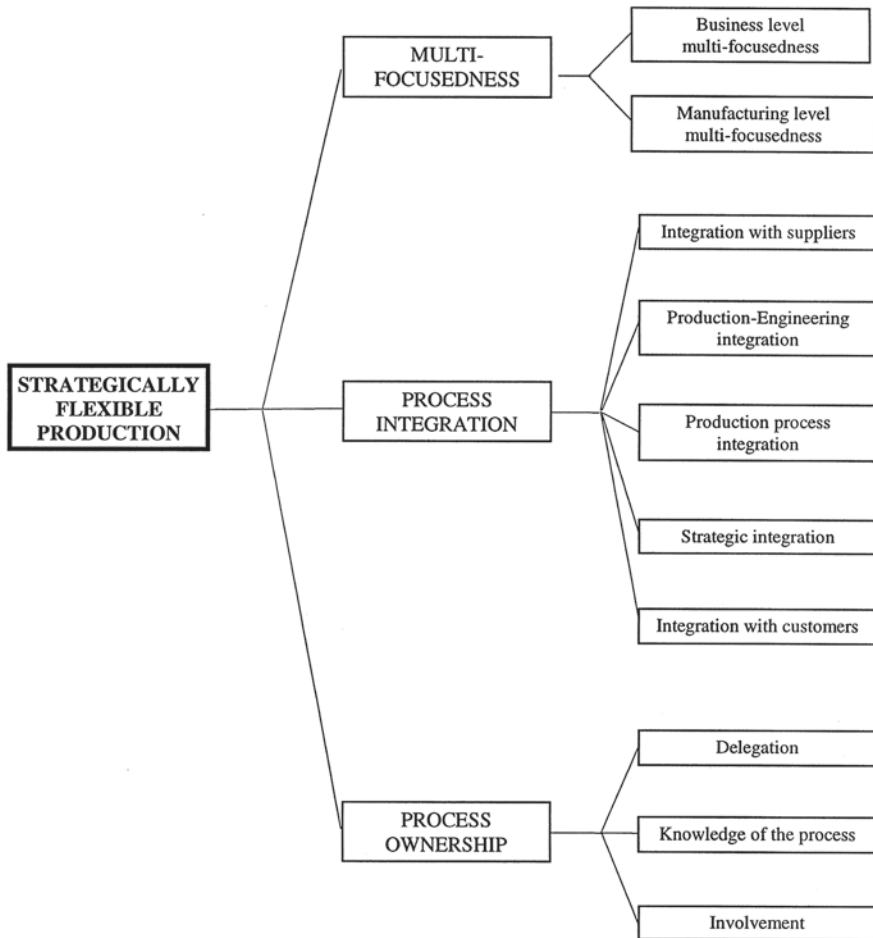 Business level
multi-focusedness
MULTI-
FOCUSEDNESS
Manufacturing level
multi-focusedness
Integration with suppliers
Production-Engineering
integration
STRATEGICALLY
FLEXIBLE
PRODUCTION
PROCESS
INTEGRATION
Production process
integration
Strategic integration
Integration with customers
Delegation
PROCESS
OWNERSHIP
Knowledge of the process
Involvement